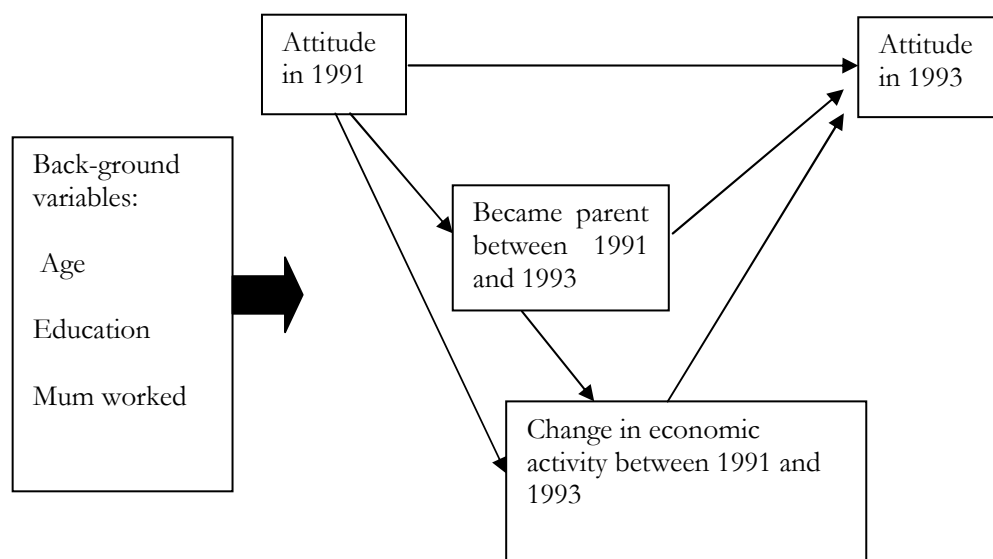 Attitude
in 1991
Attitude
in 1993
Back-ground
variables:
Age
Education
Mum worked
Became parent
between 1991
and 1993
Change in economic
activity between 1991 and
1993